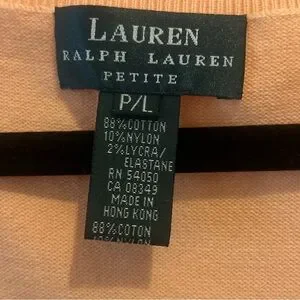 LAUREN
RALPH LAUREN
PETITE
P/L
88%COTTON
10%NYLON
2%LYCRA/
ELASTANE
RN 54050
CA 08349
MADE IN
HONG KONG
88%COTON